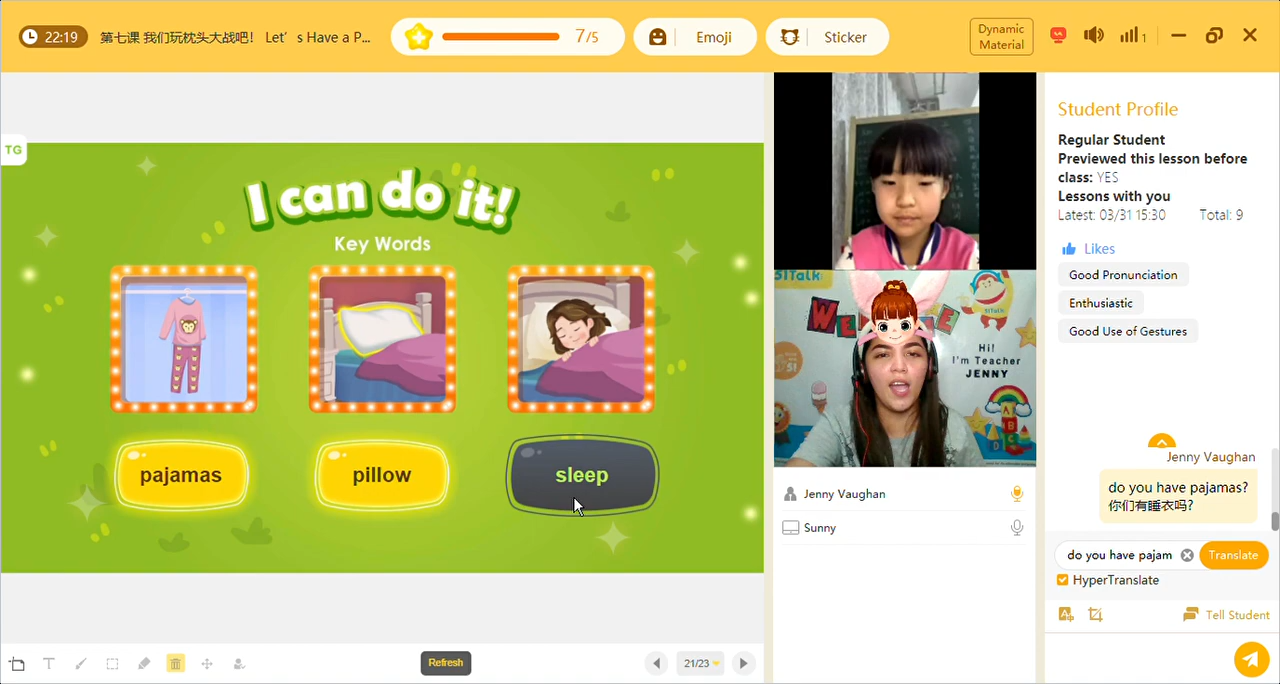 22:19
第七课 我们玩枕头大战吧! Let's Have a P...
7/5
Emoji
Sticker
Dynamic
Material
1
TG
I can do it!
Key Words
pajamas
pillow
sleep
Refresh
21/23
51Talk
WE
ME
Hi!
I'm Teacher
JENNY
Jenny Vaughan
Sunny
Student Profile
Regular Student
Previewed this lesson before
class: YES
Lessons with you
Latest: 03/31 15:30 Total: 9
Likes
Good Pronunciation
Enthusiastic
Good Use of Gestures
Jenny Vaughan
do you have pajamas?
你们有睡衣吗?
do you have pajam
Translate
HyperTranslate
Tell Student